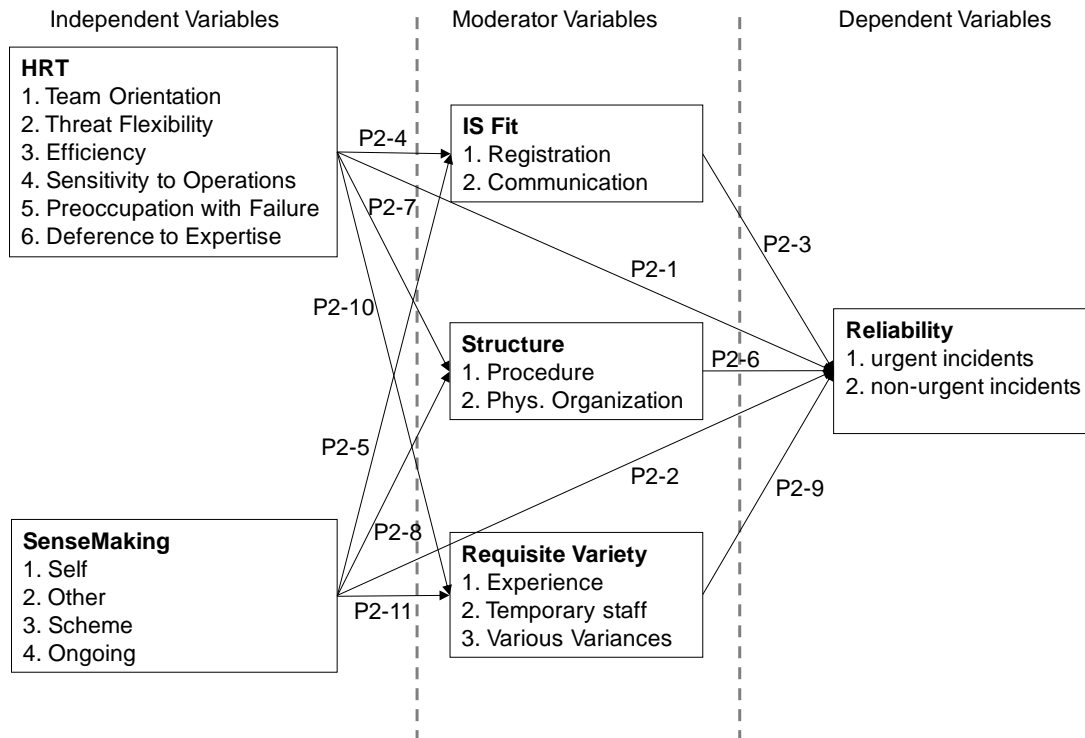 Independent Variables
Moderator Variables
Dependent Variables
HRT
1. Team Orientation
2. Threat Flexibility
3. Efficiency
4. Sensitivity to Operations
5. Preoccupation with Failure
6. Deference to Expertise
P2-4
P2-7
P2-10
P2-5
P2-8
P2-11
SenseMaking
1. Self
2. Other
3. Scheme
4. Ongoing
IS Fit
1. Registration
2. Communication
Structure
1. Procedure
2. Phys. Organization
Requisite Variety
1. Experience
2. Temporary staff
3. Various Variances
P2-3
P2-1
P2-6
P2-2
P2-9
Reliability
1. urgent incidents
2. non-urgent incidents